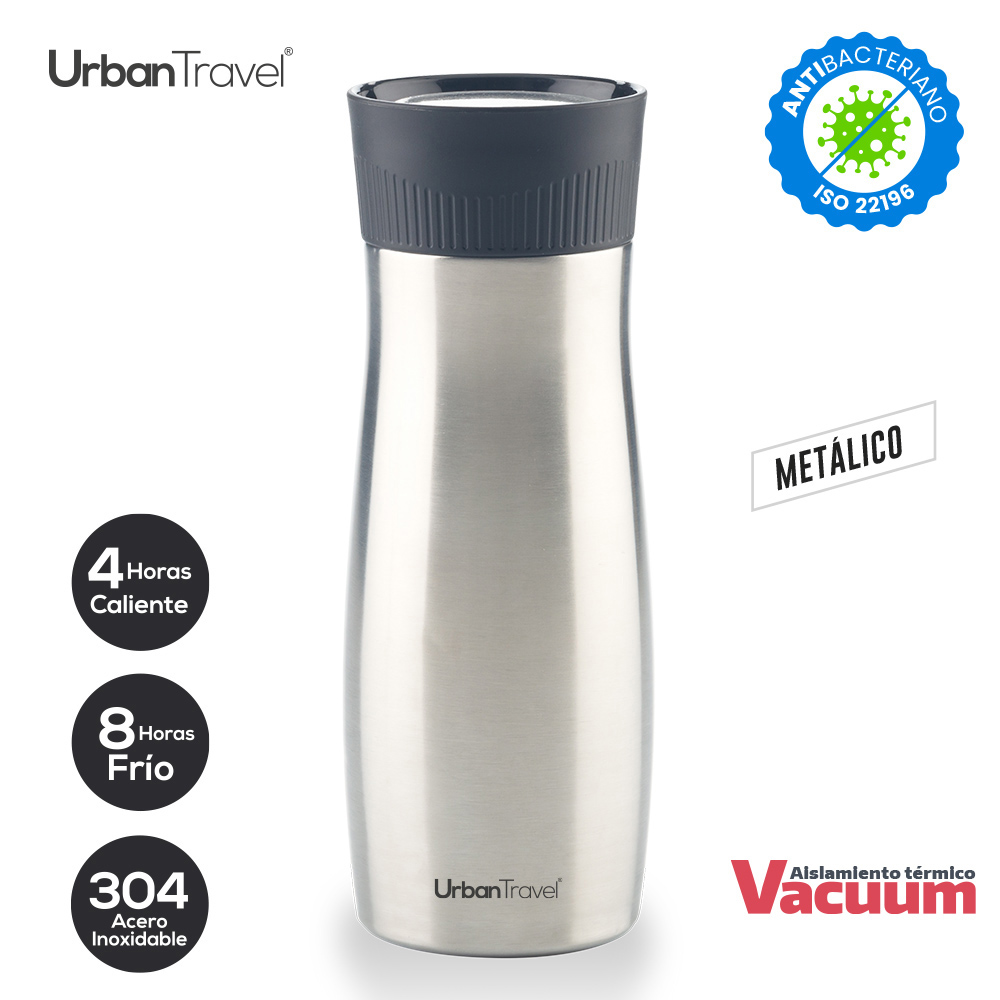 UrbanTravel®
ANTIBACTERIANO
ISO 22196
METÁLICO
4 Horas
Caliente
8 Horas
Frío
304
Acero
Inoxidable
UrbanTravel®
Aislamiento térmico
Vacuum